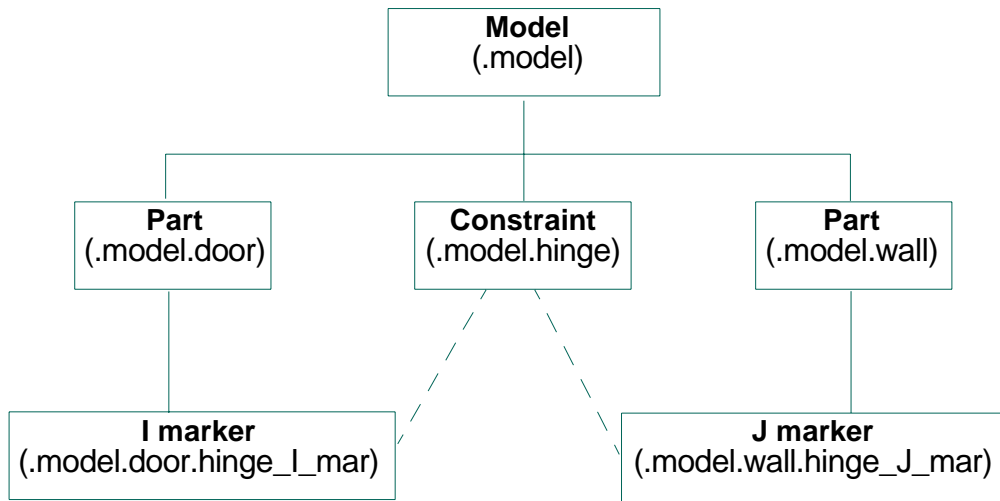 Model
(.model)
Part
(.model.door)
Constraint
(.model.hinge)
Part
(.model.wall)
I marker
(.model.door.hinge_I_mar)
J marker
(.model.wall.hinge_J_mar)